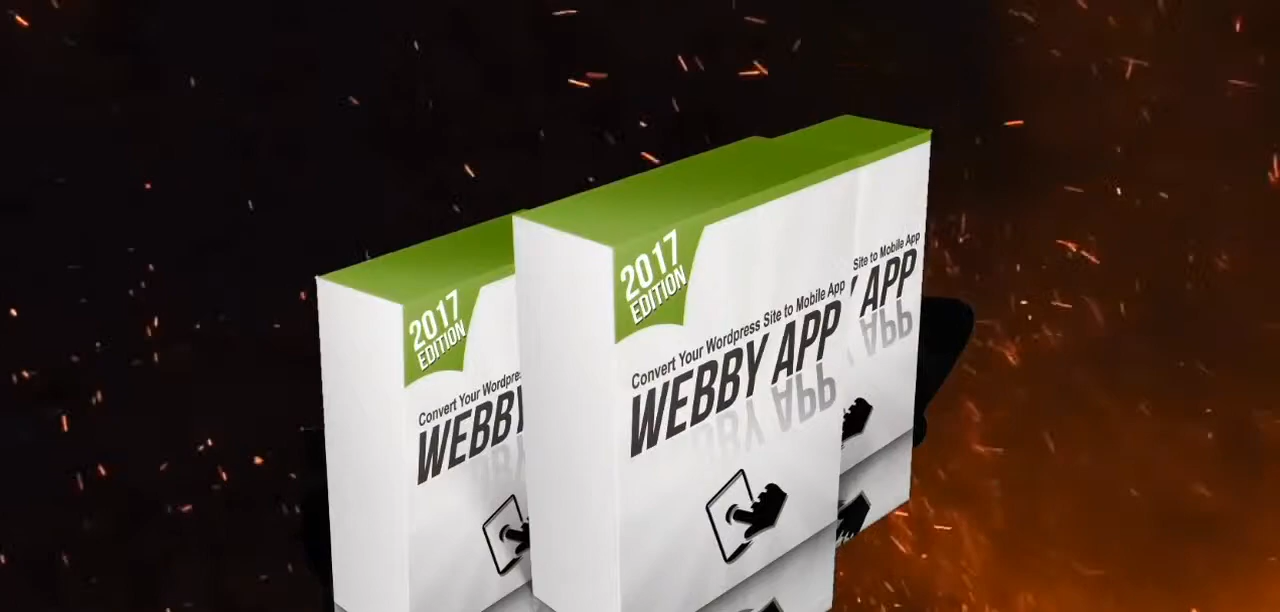 2017
EDITION
Convert Your Wordpre
WEBBY
2017
EDITION
Convert Your Wordpress Site to Mobile App
WEBBY APP
Site to Mobile App
APP